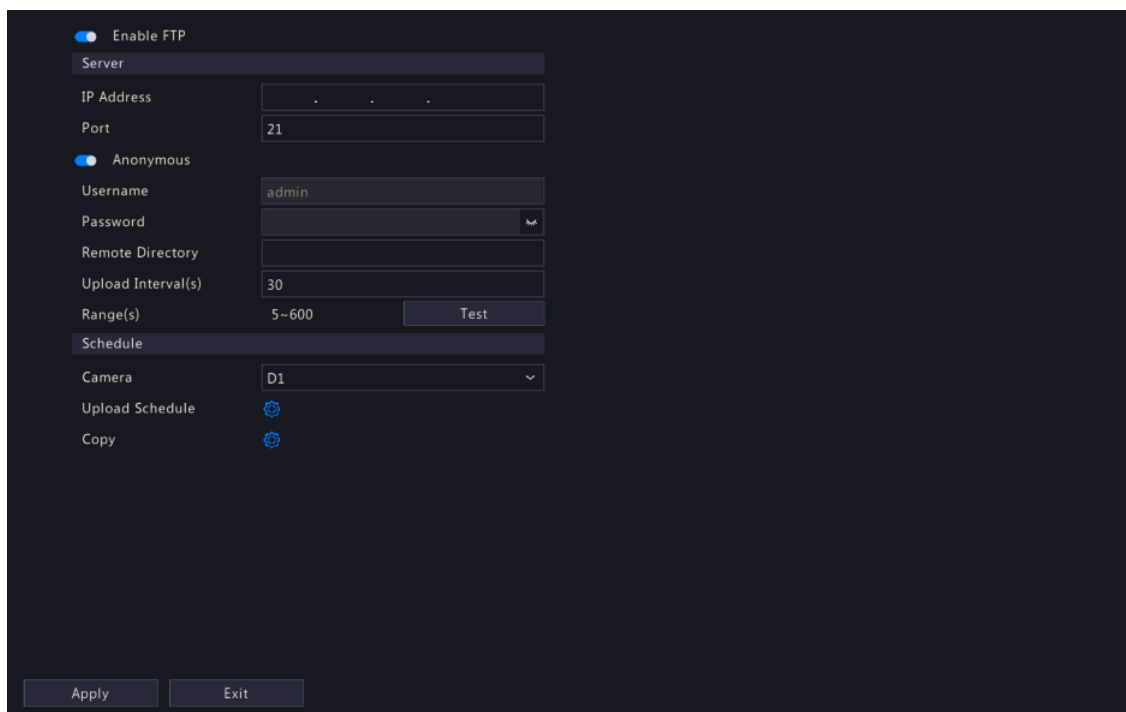 Enable FTP
Server
IP Address . . .
Port 21
Anonymous
Username admin
Password
Remote Directory
Upload Interval(s) 30
Range(s) 5~600 Test
Schedule
Camera D1
Upload Schedule
Copy
Apply Exit